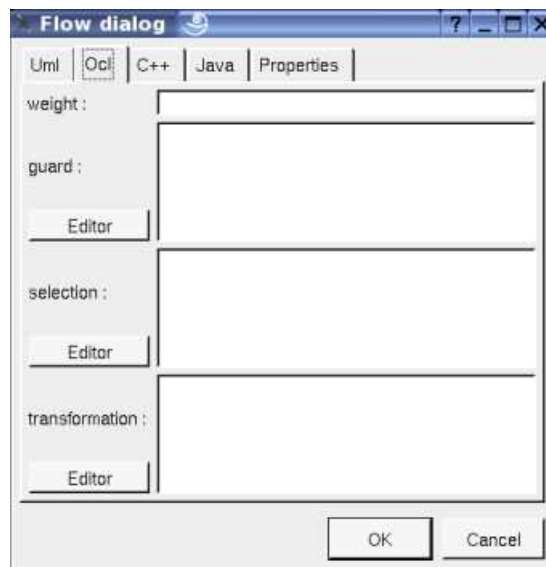 Flow dialog ?
Uml Ocl C++ Java Properties
weight :
guard :
Editor
selection :
Editor
transformation :
Editor
OK Cancel